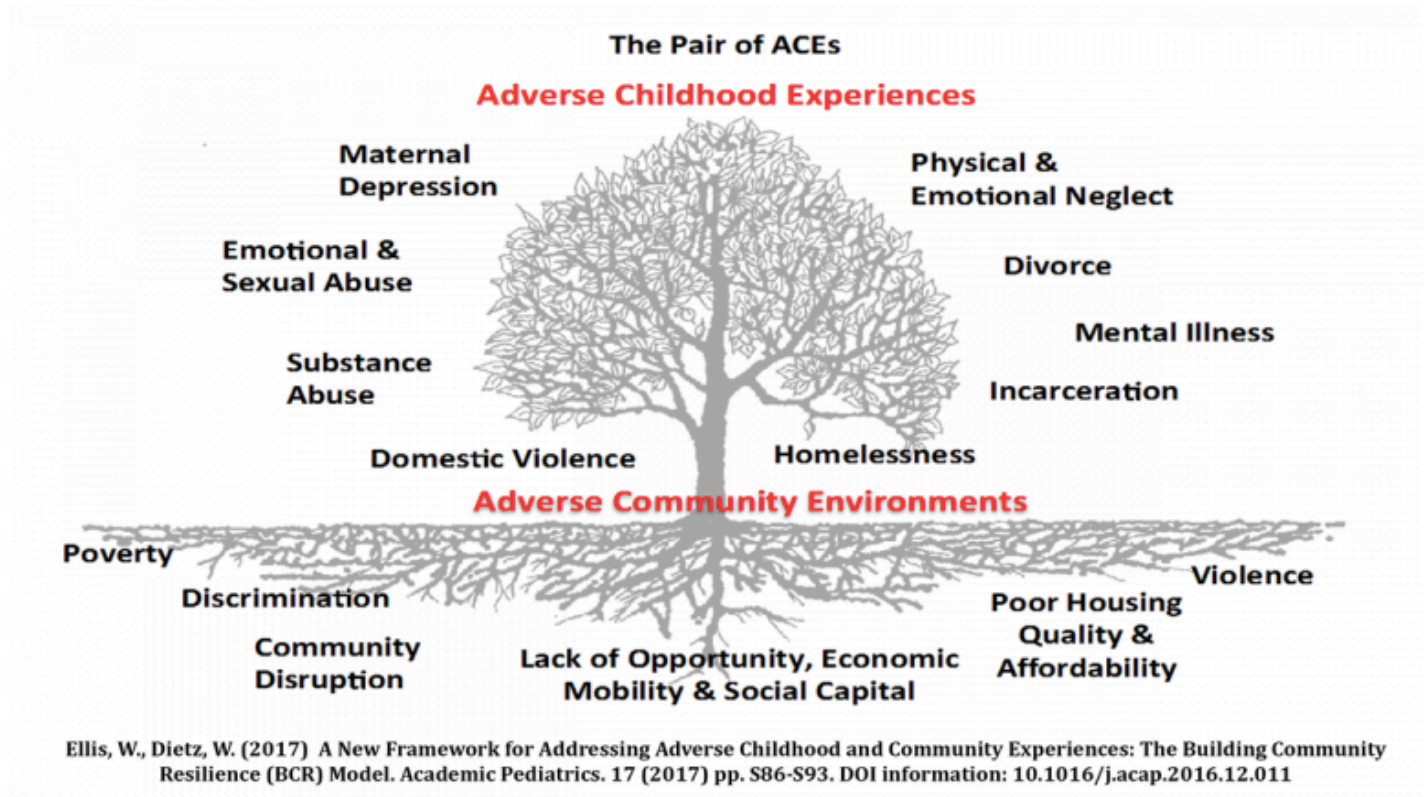 The Pair of ACEs
Adverse Childhood Experiences
Maternal
Depression
Physical &
Emotional Neglect
Emotional &
Sexual Abuse
Divorce
Mental Illness
Substance
Abuse
Incarceration
Domestic Violence
Homelessness
Adverse Community Environments
Poverty
Violence
Discrimination
Poor Housing
Quality &
Affordability
Community
Disruption
Lack of Opportunity, Economic
Mobility & Social Capital
Ellis, W., Dietz, W. (2017) A New Framework for Addressing Adverse Childhood and Community Experiences: The Building Community
Resilience (BCR) Model. Academic Pediatrics. 17 (2017) pp. S86-S93. DOI information: 10.1016/j.acap.2016.12.011